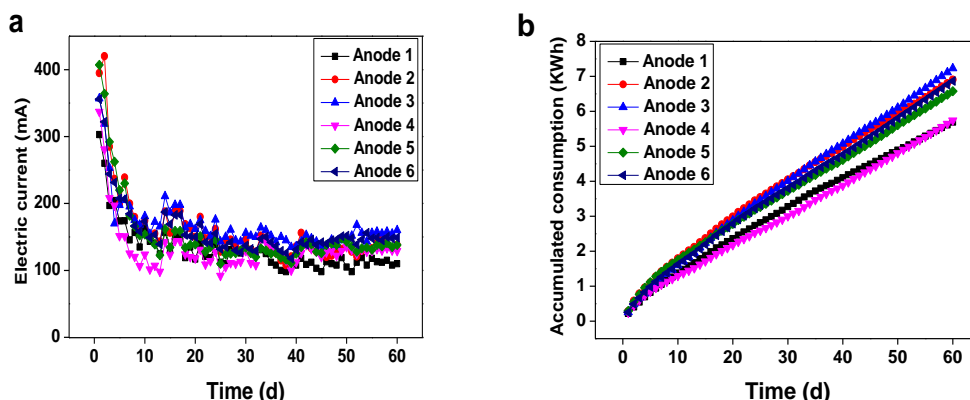 a
Electric current (mA)
400
300
200
100
0
0 10 20 30 40 50 60
Time (d)
Anode 1
Anode 2
Anode 3
Anode 4
Anode 5
Anode 6
b
Accumulated consumption (KWh)
8
7
6
5
4
3
2
1
0
0 10 20 30 40 50 60
Time (d)
Anode 1
Anode 2
Anode 3
Anode 4
Anode 5
Anode 6